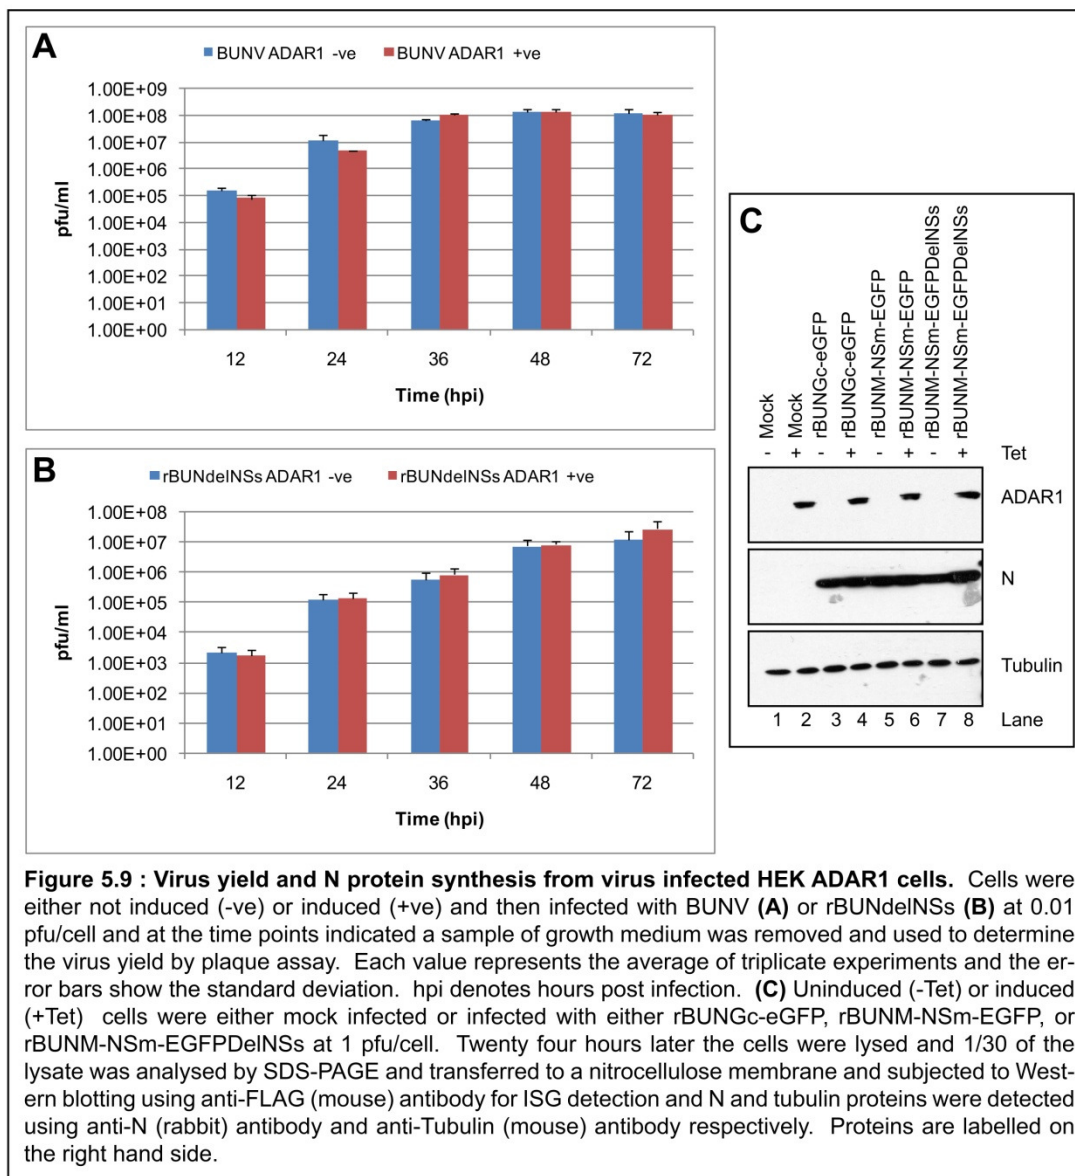 A
BUNV ADAR1 -ve BUNV ADAR1 +ve
1.00E+09
1.00E+08
1.00E+07
1.00E+06
1.00E+05
1.00E+04
1.00E+03
1.00E+02
1.00E+01
1.00E+00
pfu/ml
12 24 36 48 72
Time (hpi)
B
rBUNdelNSs ADAR1 -ve rBUNdelNSs ADAR1 +ve
1.00E+08
1.00E+07
1.00E+06
1.00E+05
1.00E+04
1.00E+03
1.00E+02
1.00E+01
1.00E+00
pfu/ml
12 24 36 48 72
Time (hpi)
C
Mock
Mock
rBUNGc-eGFP
rBUNGc-eGFP
rBUNM-NSm-EGFP
rBUNM-NSm-EGFP
rBUNM-NSm-EGFPDelNSs
rBUNM-NSm-EGFPDelNSs
- + - + - + - + Tet
ADAR1
N
Tubulin
1 2 3 4 5 6 7 8 Lane
Figure 5.9 : Virus yield and N protein synthesis from virus infected HEK ADAR1 cells. Cells were
either not induced (-ve) or induced (+ve) and then infected with BUNV (A) or rBUNdelNSs (B) at 0.01
pfu/cell and at the time points indicated a sample of growth medium was removed and used to determine
the virus yield by plaque assay. Each value represents the average of triplicate experiments and the er-
ror bars show the standard deviation. hpi denotes hours post infection. (C) Uninduced (-Tet) or induced
(+Tet) cells were either mock infected or infected with either rBUNGc-eGFP, rBUNM-NSm-EGFP, or
rBUNM-NSm-EGFPDelNSs at 1 pfu/cell. Twenty four hours later the cells were lysed and 1/30 of the
lysate was analysed by SDS-PAGE and transferred to a nitrocellulose membrane and subjected to West-
ern blotting using anti-FLAG (mouse) antibody for ISG detection and N and tubulin proteins were detected
using anti-N (rabbit) antibody and anti-Tubulin (mouse) antibody respectively. Proteins are labelled on
the right hand side.